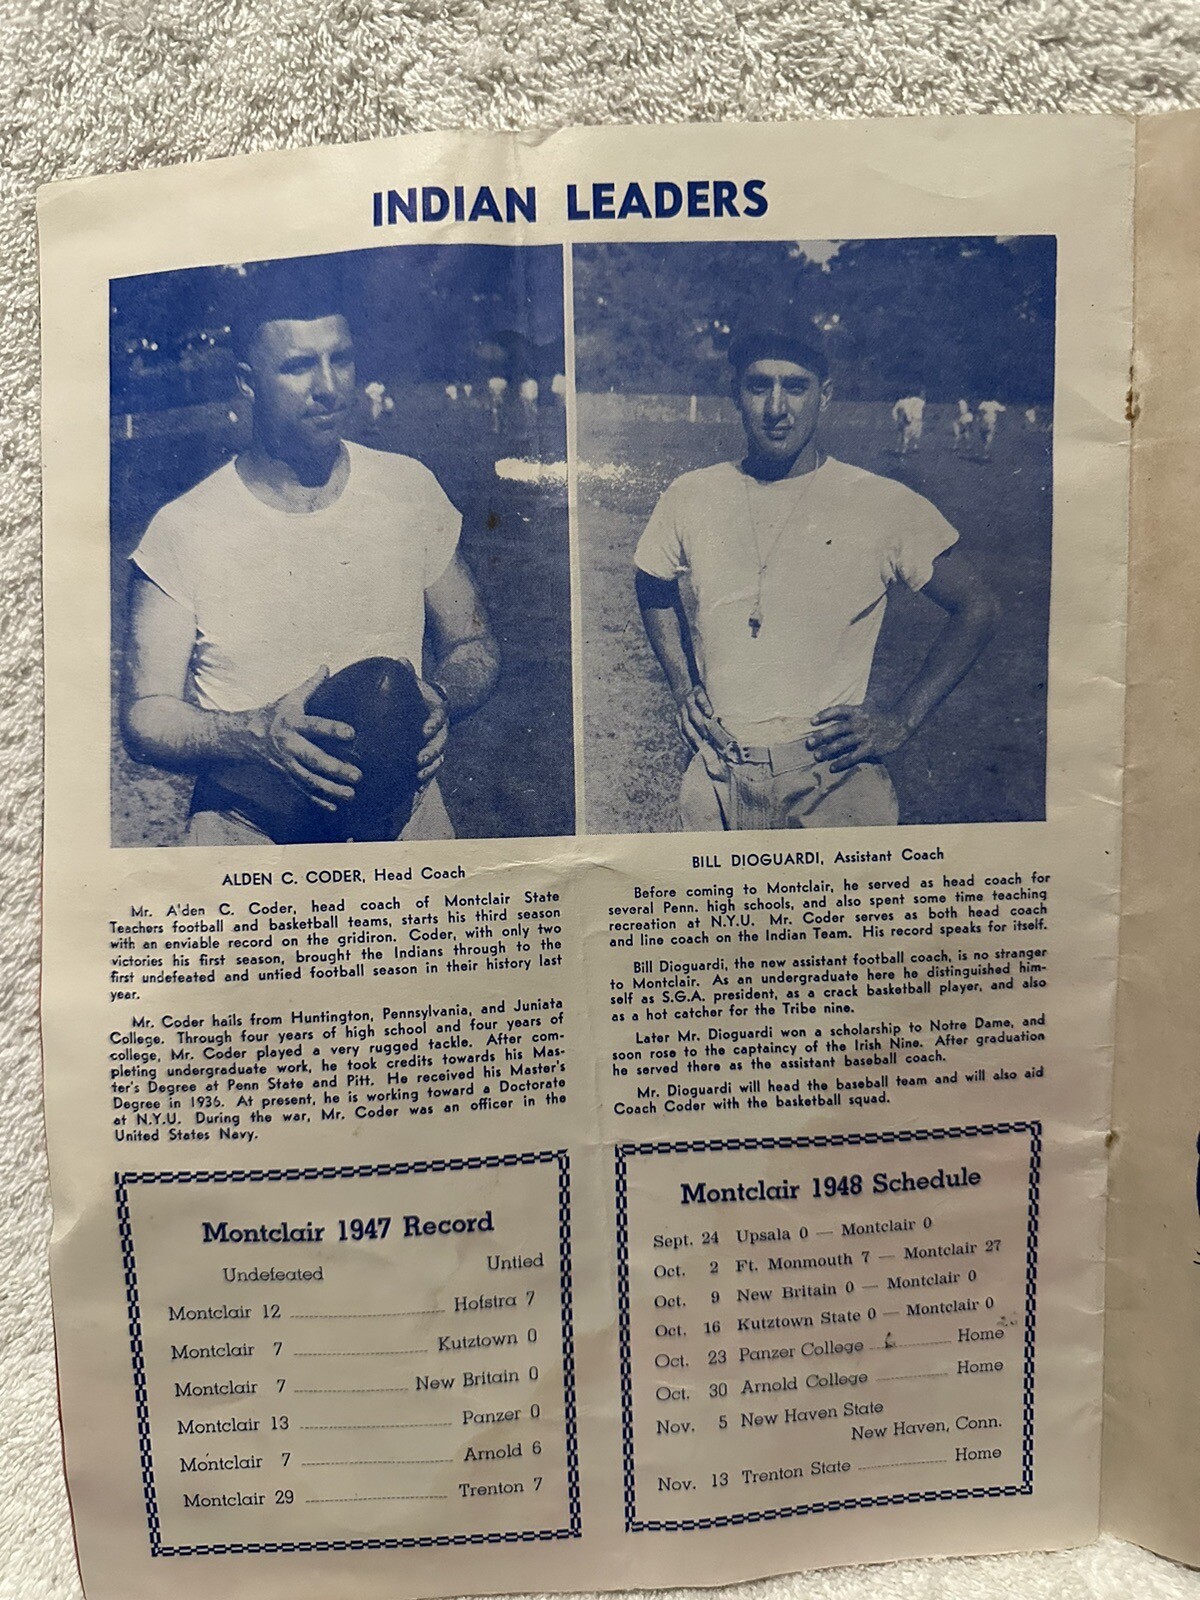 INDIAN LEADERS
ALDEN C. CODER, Head Coach
Mr. A'den C. Coder, head coach of Montclair State
Teachers football and basketball teams, starts his third season
with an enviable record on the gridiron. Coder, with only two
victories his first season, brought the Indians through to the
first undefeated and untied football season in their history last
year.
Mr. Coder hails from Huntington, Pennsylvania, and Juniata
College. Through four years of high school and four years of
college, Mr. Coder played a very rugged tackle. After com-
pleting undergraduate work, he took credits towards his Mas-
ter's Degree at Penn State and Pitt. He received his Master's
Degree in 1936. At present, he is working toward a Doctorate
at N.Y.U. During the war, Mr. Coder was an officer in the
United States Navy.
BILL DIOGUARDI, Assistant Coach
Before coming to Montclair, he served as head coach for
several Penn. high schools, and also spent some time teaching
recreation at N.Y.U. Mr. Coder serves as both head coach
and line coach on the Indian Team. His record speaks for itself.
Bill Dioguardi, the new assistant football coach, is no stranger
to Montclair. As an undergraduate here he distinguished him-
self as S.G.A. president, as a crack basketball player, and also
as a hot catcher for the Tribe nine.
Later Mr. Dioguardi won a scholarship to Notre Dame, and
soon rose to the captaincy of the Irish Nine. After graduation
he served there as the assistant baseball coach.
Mr. Dioguardi will head the baseball team and will also aid
Coach Coder with the basketball squad.
Montclair 1947 Record
Undefeated Untied
Montclair 12 Hofstra 7
Montclair 7 Kutztown 0
Montclair 7 New Britain 0
Montclair 13 Panzer 0
Montclair 7 Arnold 6
Montclair 29 Trenton 7
Montclair 1948 Schedule
Sept. 24 Upsala 0 — Montclair 0
Oct. 2 Ft. Monmouth 7 — Montclair 27
Oct. 9 New Britain 0 — Montclair 0
Oct. 16 Kutztown State 0 — Montclair 0
Oct. 23 Panzer College 6 Home
Oct. 30 Arnold College Home
Nov. 5 New Haven State
New Haven, Conn.
Nov. 13 Trenton State Home